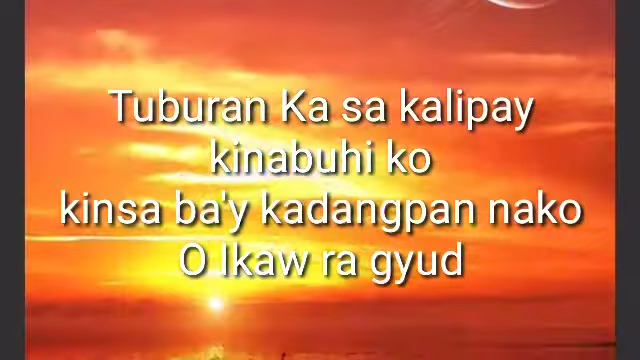 Tuburan Ka sa kalipay
kinabuhi ko
kinsa ba'y kadangpan nako
O Ikaw ra gyud